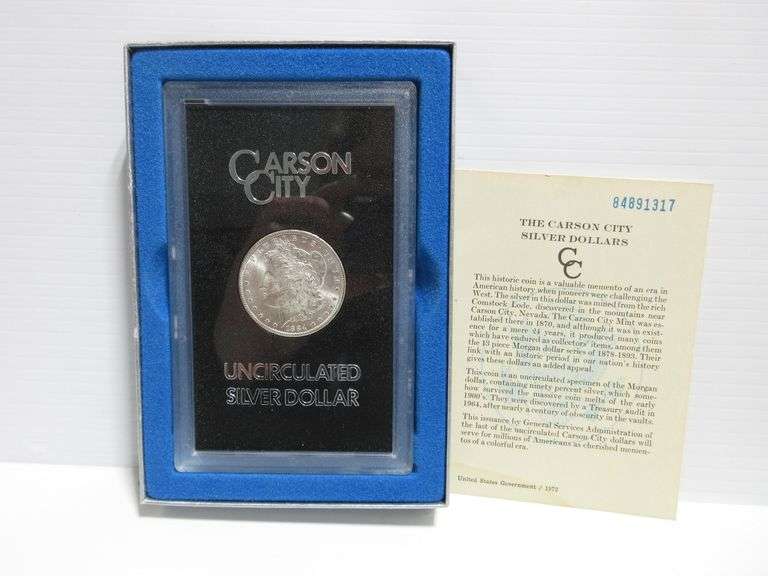 CARSON
CITY
1884
UNCIRCULATED
SILVER DOLLAR
84891317
THE CARSON CITY
SILVER DOLLARS
CC
This historic coin is a valuable memento of an era in
American history when pioneers were challenging the
West. The silver in this dollar was mined from the rich
Comstock Lode, discovered in the mountains near
Carson City, Nevada. The Carson City Mint was es-
tablished there in 1870, and although it was in exist-
ence for a mere 24 years, it produced many coins
which have endured as collectors' items, among them
the 13 piece Morgan dollar series of 1878-1893. Their
link with an historic period in our nation's history
gives these dollars an added appeal.
This coin is an uncirculated specimen of the Morgan
dollar, containing ninety percent silver, which some-
how survived the massive coin melts of the early
1900's. They were discovered by a Treasury audit in
1964, after nearly a century of obscurity in the vaults.
This issuance by General Services Administration of
the last of the uncirculated Carson City dollars will
serve for millions of Americans as cherished memen-
tos of a colorful era.
United States Government / 1972